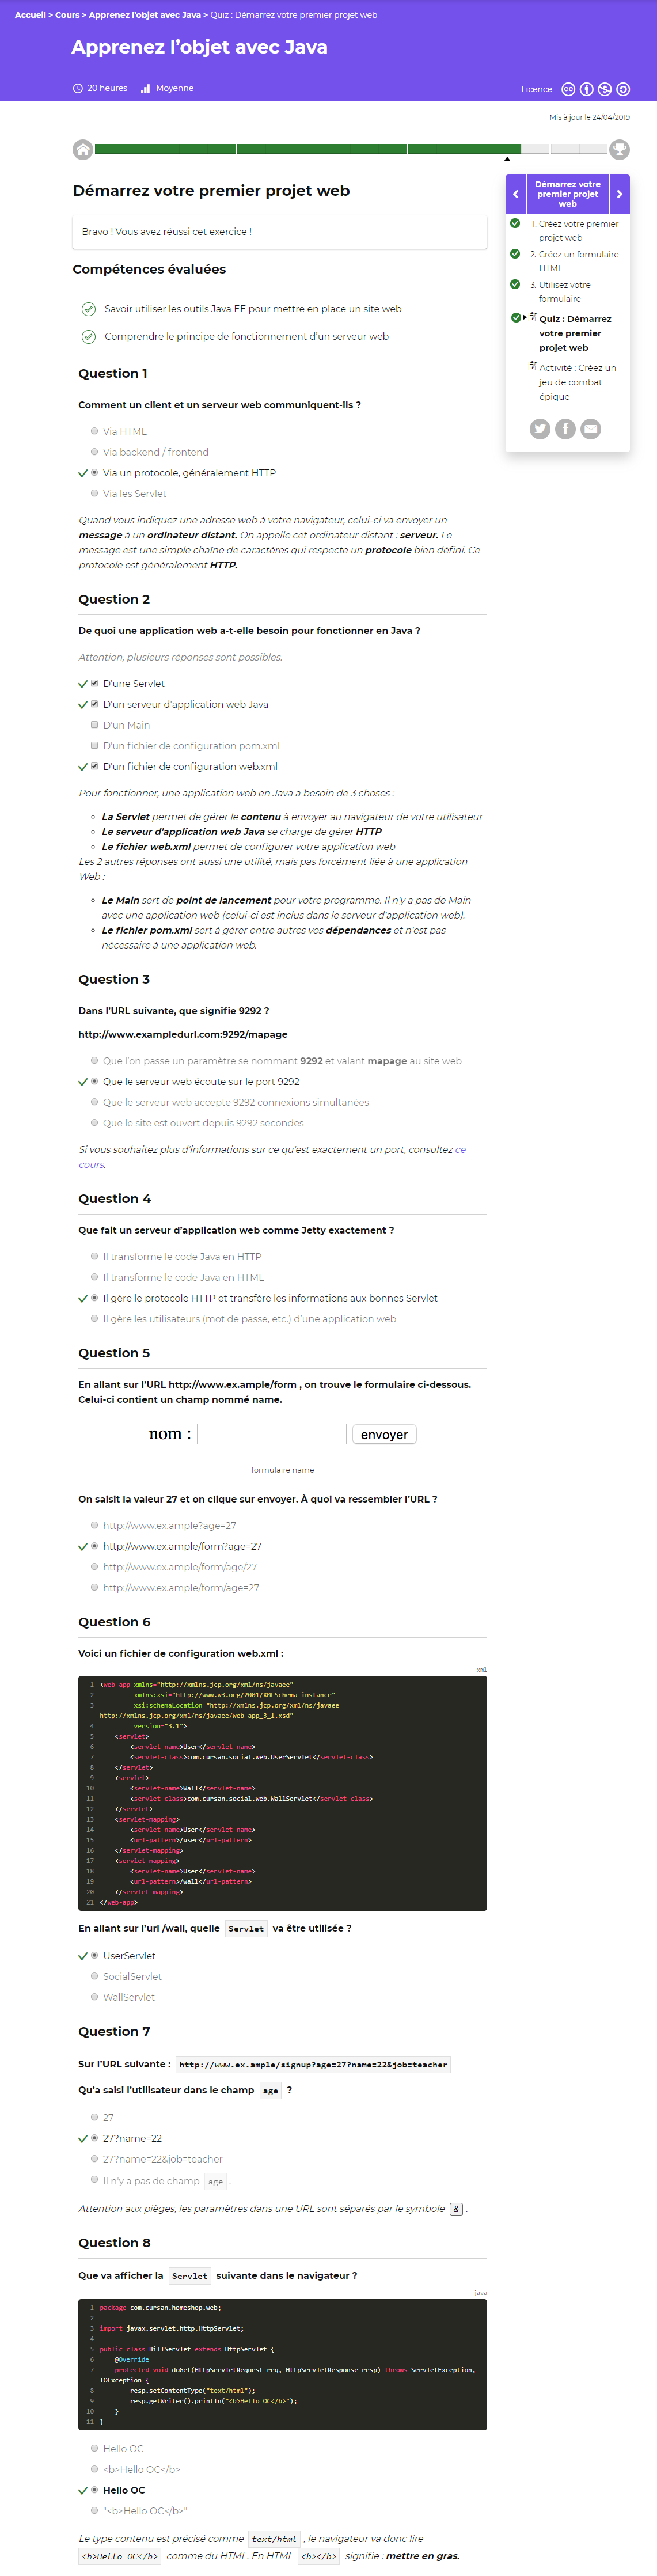 Accueil > Cours > Apprenez l'objet avec Java > Quiz : Démarrez votre premier projet web
Apprenez l'objet avec Java
20 heures Moyenne
Licence
Mis à jour le 24/04/2019
Démarrez votre premier projet web
1. Créez votre premier projet web
2. Créez un formulaire HTML
3. Utilisez votre formulaire
Quiz : Démarrez votre premier projet web
Activité : Créez un jeu de combat épique
Démarrez votre premier projet web
Bravo ! Vous avez réussi cet exercice !
Compétences évaluées
Savoir utiliser les outils Java EE pour mettre en place un site web
Comprendre le principe de fonctionnement d'un serveur web
Question 1
Comment un client et un serveur web communiquent-ils ?
Via HTML
Via backend / frontend
Via un protocole, généralement HTTP
Via les Servlet
Quand vous indiquez une adresse web à votre navigateur, celui-ci va envoyer un
message à un ordinateur distant. On appelle cet ordinateur distant : serveur. Le
message est une simple chaîne de caractères qui respecte un protocole bien défini. Ce
protocole est généralement HTTP.
Question 2
De quoi une application web a-t-elle besoin pour fonctionner en Java ?
Attention, plusieurs réponses sont possibles.
D'une Servlet
D'un serveur d'application web Java
D'un Main
D'un fichier de configuration pom.xml
D'un fichier de configuration web.xml
Pour fonctionner, une application web en Java a besoin de 3 choses :
La Servlet permet de gérer le contenu à envoyer au navigateur de votre utilisateur
Le serveur d'application web Java se charge de gérer HTTP
Le fichier web.xml permet de configurer votre application web
Les 2 autres réponses ont aussi une utilité, mais pas forcément liée à une application
Web :
Le Main sert de point de lancement pour votre programme. Il n'y a pas de Main
avec une application web (celui-ci est inclus dans le serveur d'application web).
Le fichier pom.xml sert à gérer entre autres vos dépendances et n'est pas
nécessaire à une application web.
Question 3
Dans l'URL suivante, que signifie 9292 ?
http://www.exampledurl.com:9292/mapage
Que l'on passe un paramètre se nommant 9292 et valant mapage au site web
Que le serveur web écoute sur le port 9292
Que le serveur web accepte 9292 connexions simultanées
Que le site est ouvert depuis 9292 secondes
Si vous souhaitez plus d'informations sur ce qu'est exactement un port, consultez ce
cours.
Question 4
Que fait un serveur d'application web comme Jetty exactement ?
Il transforme le code Java en HTTP
Il transforme le code Java en HTML
Il gère le protocole HTTP et transfère les informations aux bonnes Servlet
Il gère les utilisateurs (mot de passe, etc.) d'une application web
Question 5
En allant sur l'URL http://www.ex.ample/form , on trouve le formulaire ci-dessous.
Celui-ci contient un champ nommé name.
nom : envoyer
formulaire name
On saisit la valeur 27 et on clique sur envoyer. À quoi va ressembler l'URL ?
http://www.ex.ample?age=27
http://www.ex.ample/form?age=27
http://www.ex.ample/form/age/27
http://www.ex.ample/form/age=27
Question 6
Voici un fichier de configuration web.xml :
xml
1 <web-app xmlns="http://xmlns.jcp.org/xml/ns/javaee"
2 xmlns:xsi="http://www.w3.org/2001/XMLSchema-instance"
3 xsi:schemaLocation="http://xmlns.jcp.org/xml/ns/javaee
http://xmlns.jcp.org/xml/ns/javaee/web-app_3_1.xsd"
4 version="3.1">
5 <servlet>
6 <servlet-name>User</servlet-name>
7 <servlet-class>com.cursan.social.web.UserServlet</servlet-class>
8 </servlet>
9 <servlet>
10 <servlet-name>Wall</servlet-name>
11 <servlet-class>com.cursan.social.web.WallServlet</servlet-class>
12 </servlet>
13 <servlet-mapping>
14 <servlet-name>User</servlet-name>
15 <url-pattern>/user</url-pattern>
16 </servlet-mapping>
17 <servlet-mapping>
18 <servlet-name>User</servlet-name>
19 <url-pattern>/wall</url-pattern>
20 </servlet-mapping>
21 </web-app>
En allant sur l'url /wall, quelle Servlet va être utilisée ?
UserServlet
SocialServlet
WallServlet
Question 7
Sur l'URL suivante : http://www.ex.ample/signup?age=27?name=22&job=teacher
Qu'a saisi l'utilisateur dans le champ age ?
27
27?name=22
27?name=22&job=teacher
Il n'y a pas de champ age .
Attention aux pièges, les paramètres dans une URL sont séparés par le symbole & .
Question 8
Que va afficher la Servlet suivante dans le navigateur ?
java
1 package com.cursan.homeshop.web;
2
3 import javax.servlet.http.HttpServlet;
4
5 public class BillServlet extends HttpServlet {
6 @Override
7 protected void doGet(HttpServletRequest req, HttpServletResponse resp) throws ServletException,
IOException {
8 resp.setContentType("text/html");
9 resp.getWriter().println("<b>Hello OC</b>");
10 }
11 }
Hello OC
<b>Hello OC</b>
Hello OC
"<b>Hello OC</b>"
Le type contenu est précisé comme text/html , le navigateur va donc lire
<b>Hello OC</b> comme du HTML. En HTML <b></b> signifie : mettre en gras.